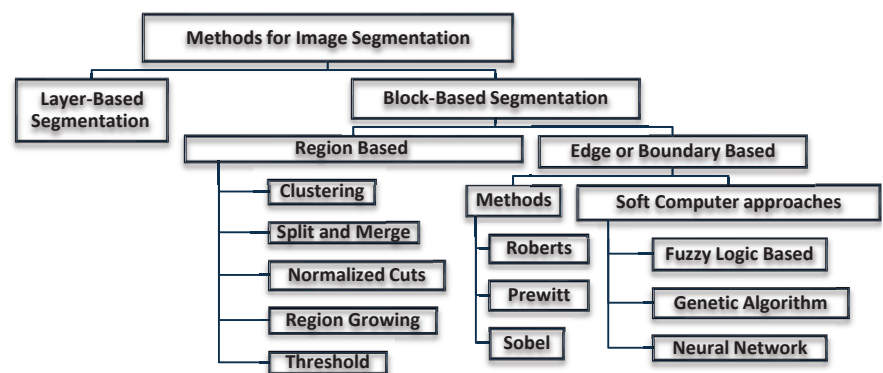 Methods for Image Segmentation
Layer-Based
Segmentation
Block-Based Segmentation
Region Based
Edge or Boundary Based
Clustering
Split and Merge
Normalized Cuts
Region Growing
Threshold
Methods
Roberts
Prewitt
Sobel
Soft Computer approaches
Fuzzy Logic Based
Genetic Algorithm
Neural Network